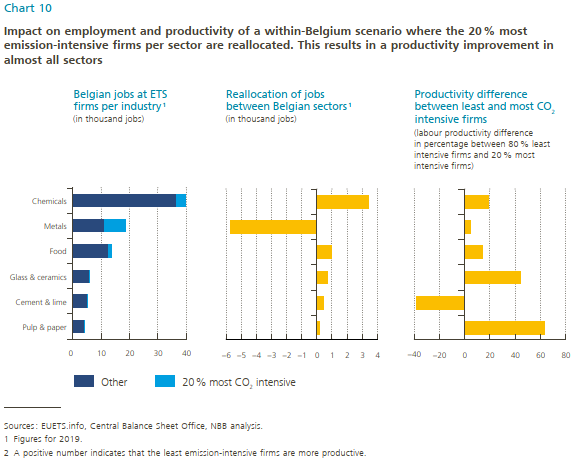 Chart 10
Impact on employment and productivity of a within-Belgium scenario where the 20 % most
emission-intensive firms per sector are reallocated. This results in a productivity improvement in
almost all sectors
Belgian jobs at ETS
firms per industry¹
(in thousand jobs)
Reallocation of jobs
between Belgian sectors¹
(in thousand jobs)
Productivity difference
between least and most CO₂
intensive firms
(labour productivity difference
in percentage between 80 % least
intensive firms and 20 % most
intensive firms)
Chemicals
Metals
Food
Glass & ceramics
Cement & lime
Pulp & paper
0 10 20 30 40
–6 –5 –4 –3 –2 –1 0 1 2 3 4
–40 –20 0 20 40 60 80
Other
20 % most CO₂ intensive
Sources: EUETS.info, Central Balance Sheet Office, NBB analysis.
1 Figures for 2019.
2 A positive number indicates that the least emission-intensive firms are more productive.